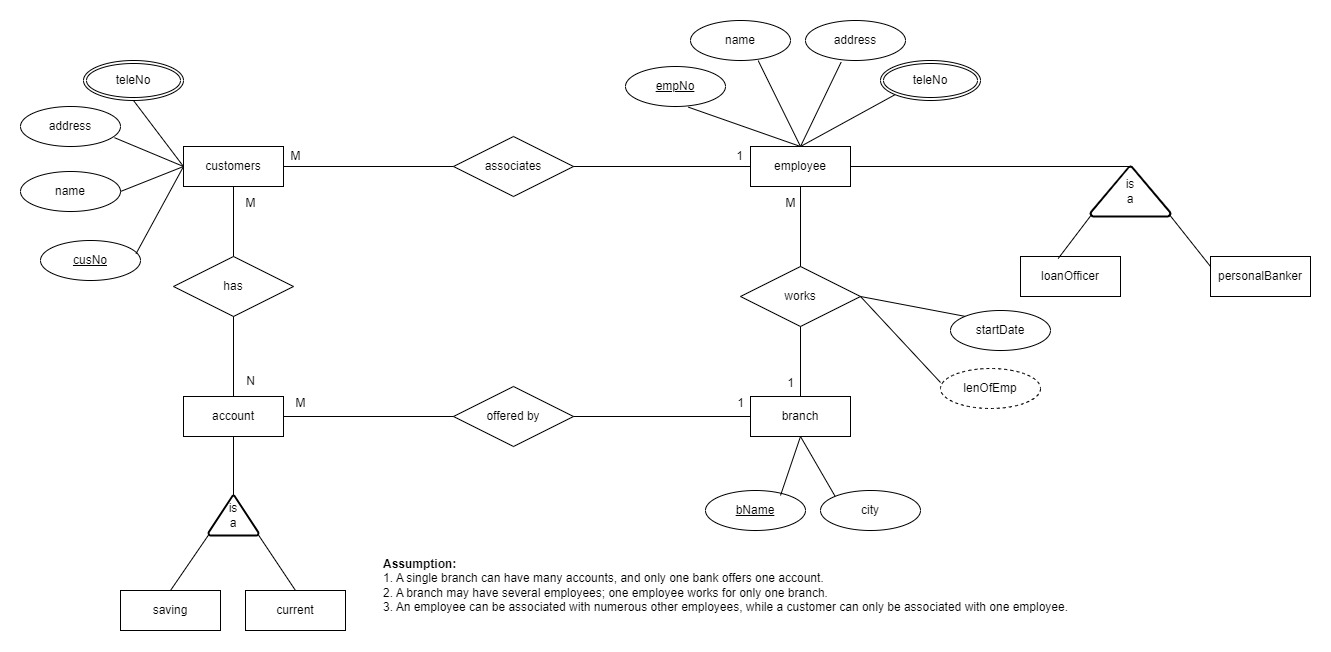 name
address
teleNo
empNo
teleNo
address
name
cusNo
customers
M
associates
1
employee
is
a
M
M
loanOfficer
personalBanker
has
works
startDate
lenOfEmp
N
1
account
M
offered by
1
branch
bName
city
is
a
saving
current
Assumption:
1. A single branch can have many accounts, and only one bank offers one account.
2. A branch may have several employees; one employee works for only one branch.
3. An employee can be associated with numerous other employees, while a customer can only be associated with one employee.